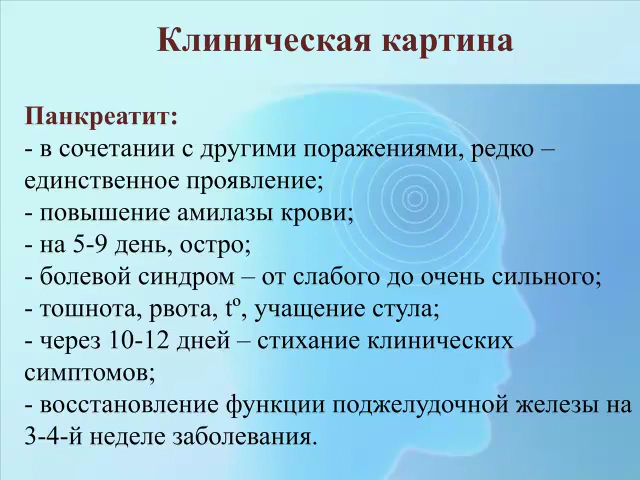 Клиническая картина
Панкреатит:
- в сочетании с другими поражениями, редко –
единственное проявление;
- повышение амилазы крови;
- на 5-9 день, остро;
- болевой синдром – от слабого до очень сильного;
- тошнота, рвота, tº, учащение стула;
- через 10-12 дней – стихание клинических
симптомов;
- восстановление функции поджелудочной железы на
3-4-й неделе заболевания.